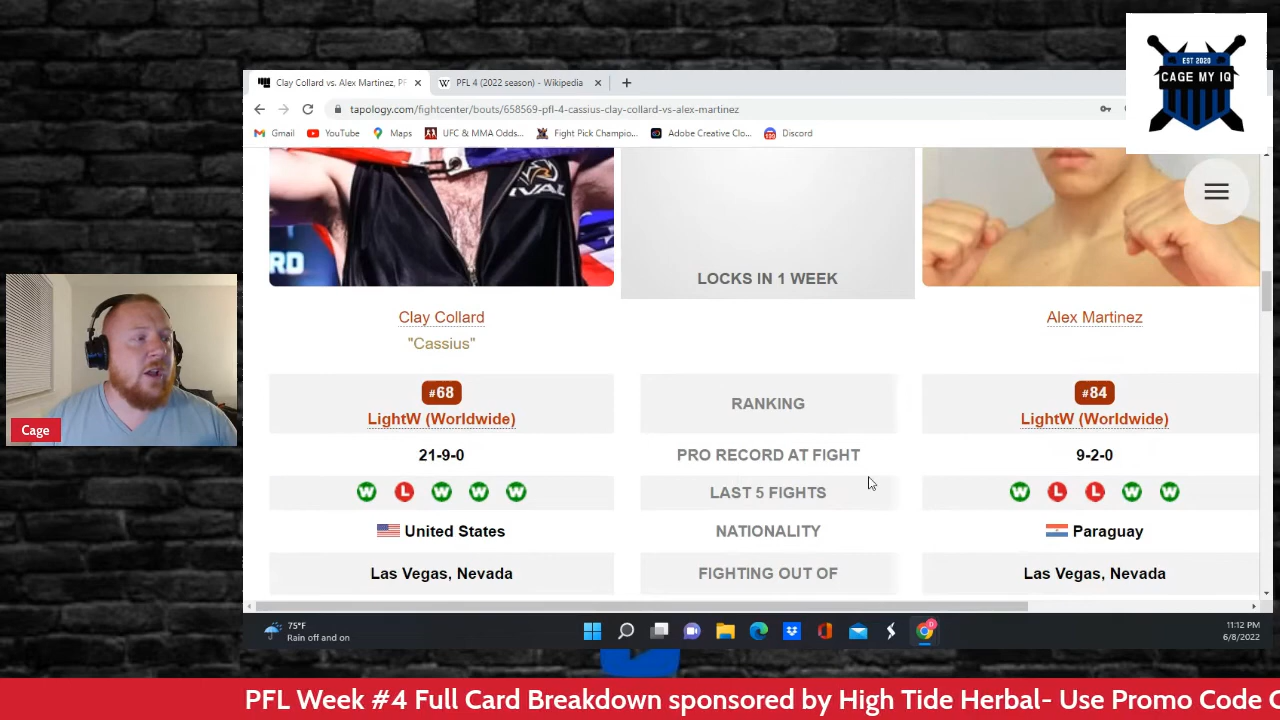 EST 2020
CAGE MY IQ
Clay Collard vs. Alex Martinez, PF
PFL 4 (2022 season) - Wikipedia
tapology.com/fightcenter/bouts/658569-pfl-4-cassius-clay-collard-vs-alex-martinez
Gmail
YouTube
Maps
UFC & MMA Odds...
Fight Pick Champio...
Adobe Creative Clo...
Discord
RIVAL
RD
LOCKS IN 1 WEEK
Clay Collard
Alex Martinez
"Cassius"
#68
RANKING
#84
LightW (Worldwide)
LightW (Worldwide)
21-9-0
PRO RECORD AT FIGHT
9-2-0
W L W W W
LAST 5 FIGHTS
W L L W W
United States
NATIONALITY
Paraguay
Las Vegas, Nevada
FIGHTING OUT OF
Las Vegas, Nevada
Cage
75°F
Rain off and on
11:12 PM
6/8/2022
PFL Week #4 Full Card Breakdown sponsored by High Tide Herbal- Use Promo Code